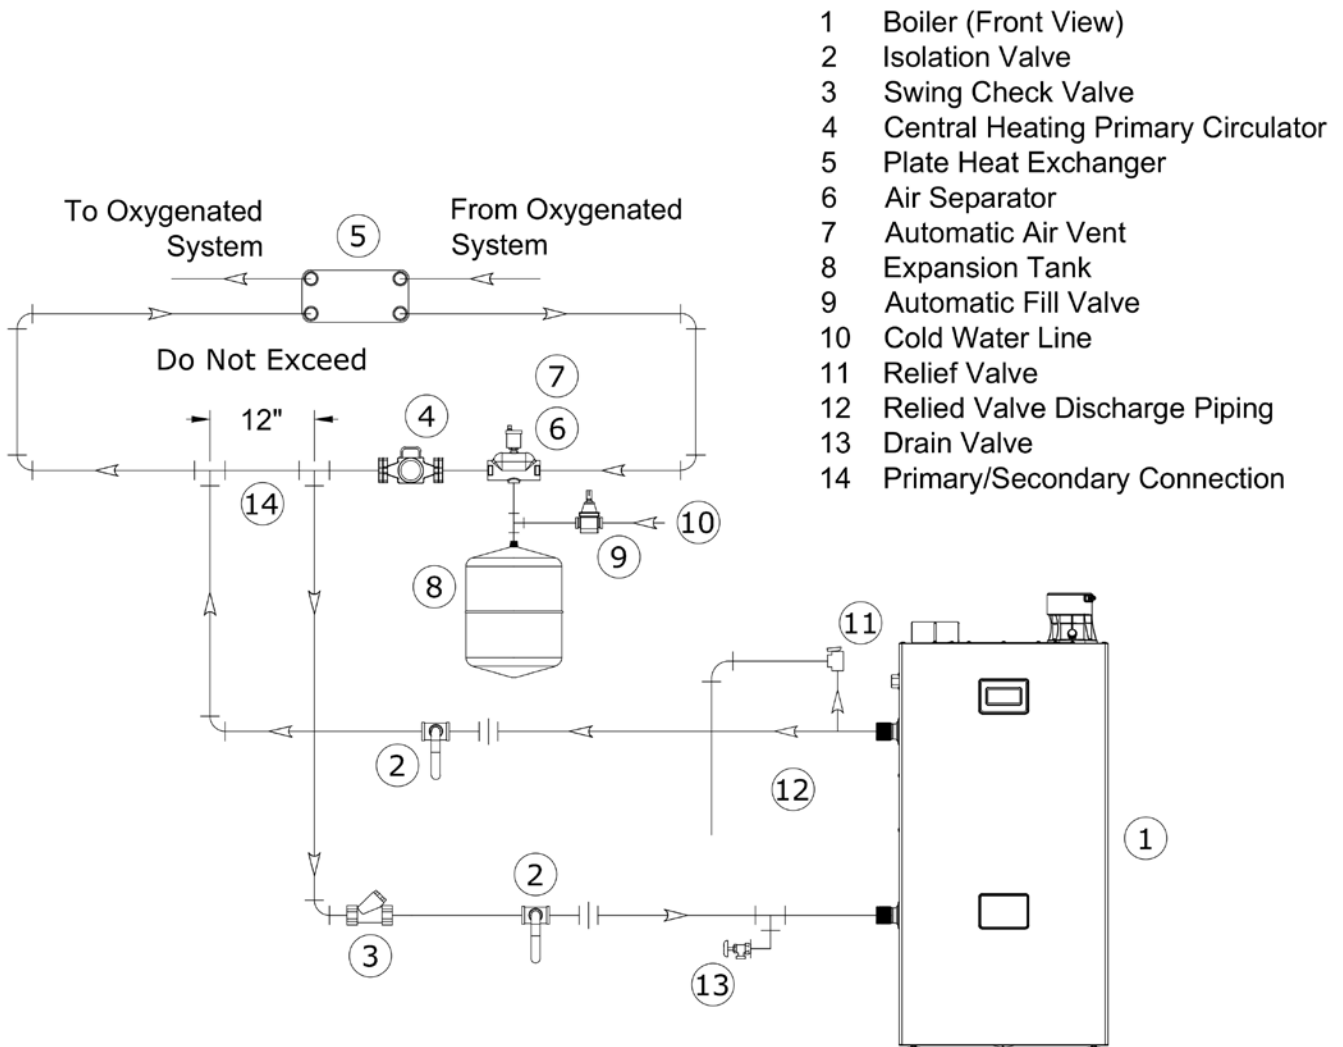 1 Boiler (Front View)
2 Isolation Valve
3 Swing Check Valve
4 Central Heating Primary Circulator
5 Plate Heat Exchanger
6 Air Separator
7 Automatic Air Vent
8 Expansion Tank
9 Automatic Fill Valve
10 Cold Water Line
11 Relief Valve
12 Relied Valve Discharge Piping
13 Drain Valve
14 Primary/Secondary Connection
To Oxygenated
System
5
From Oxygenated
System
Do Not Exceed
12"
4
7
6
14
10
9
8
11
2
12
1
2
3
13